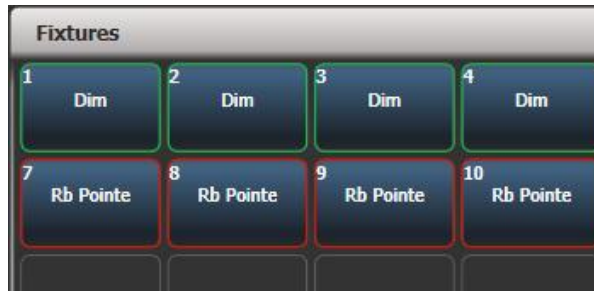 Fixtures
1 2 3 4
Dim Dim Dim Dim
7 8 9 10
Rb Pointe Rb Pointe Rb Pointe Rb Pointe